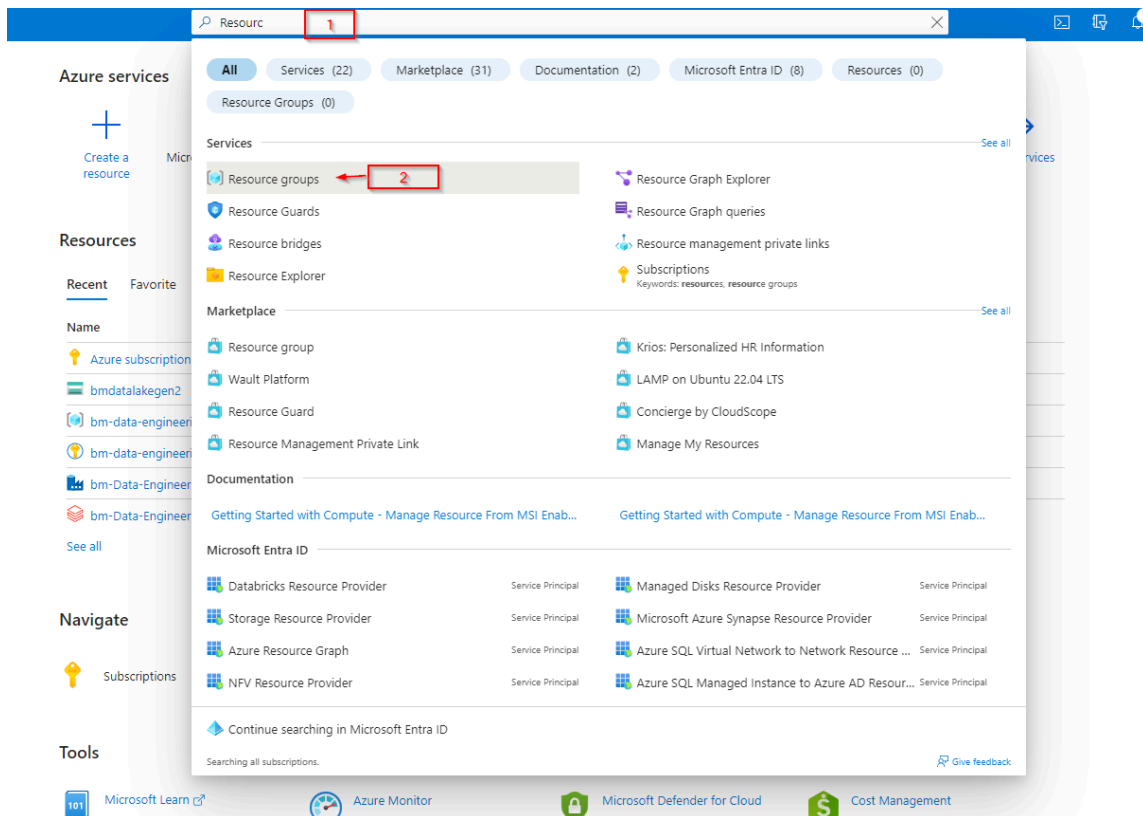 Resourc
1
All
Services (22)
Marketplace (31)
Documentation (2)
Microsoft Entra ID (8)
Resources (0)
Resource Groups (0)
Azure services
Create a
resource
Micr
rvices
Services
See all
Resource groups
2
Resource Graph Explorer
Resource Guards
Resource Graph queries
Resource bridges
Resource management private links
Resource Explorer
Subscriptions
Keywords: resources, resource groups
Resources
Recent
Favorite
Name
Azure subscription
bmdatalakegen2
bm-data-engineeri
bm-data-engineeri
bm-Data-Engineer
bm-Data-Engineer
See all
Marketplace
See all
Resource group
Krios: Personalized HR Information
Wault Platform
LAMP on Ubuntu 22.04 LTS
Resource Guard
Concierge by CloudScope
Resource Management Private Link
Manage My Resources
Documentation
Getting Started with Compute - Manage Resource From MSI Enab...
Getting Started with Compute - Manage Resource From MSI Enab...
Microsoft Entra ID
Databricks Resource Provider
Service Principal
Managed Disks Resource Provider
Service Principal
Storage Resource Provider
Service Principal
Microsoft Azure Synapse Resource Provider
Service Principal
Azure Resource Graph
Service Principal
Azure SQL Virtual Network to Network Resource ...
Service Principal
NFV Resource Provider
Service Principal
Azure SQL Managed Instance to Azure AD Resour...
Service Principal
Continue searching in Microsoft Entra ID
Searching all subscriptions.
Give feedback
Navigate
Subscriptions
Tools
101
Microsoft Learn
Azure Monitor
Microsoft Defender for Cloud
Cost Management